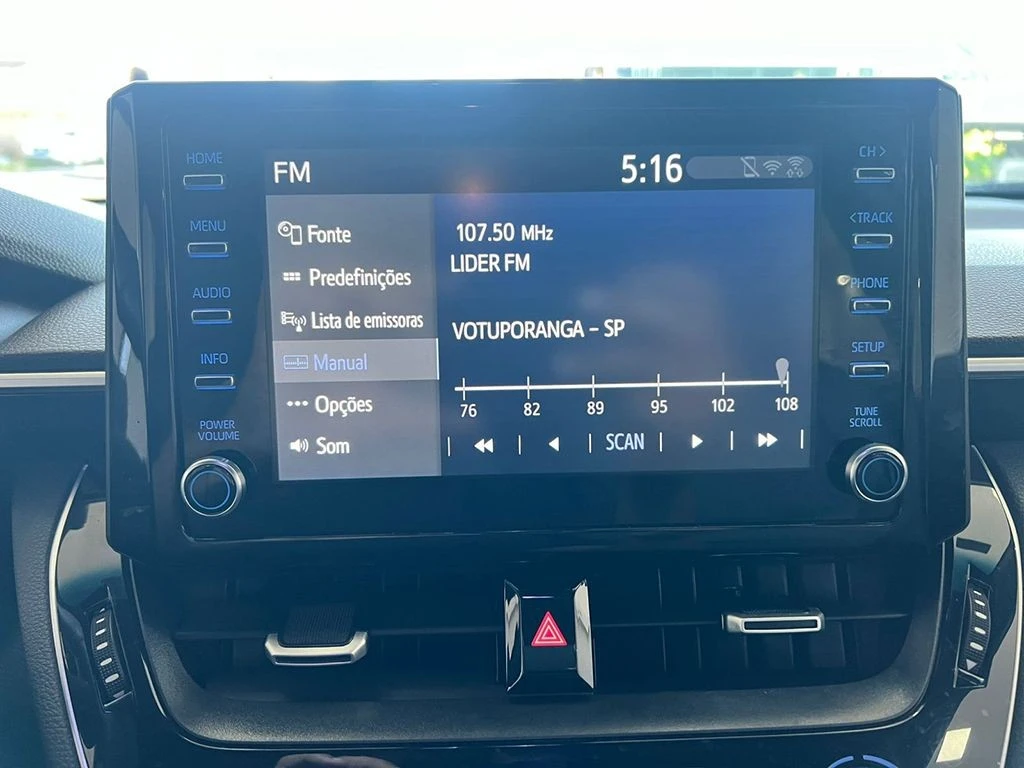 HOME
MENU
AUDIO
INFO
POWER
VOLUME
FM
5:16
Fonte
Predefinições
Lista de emissoras
Manual
Opções
Som
107.50 MHz
LIDER FM
VOTUPORANGA – SP
76 82 89 95 102 108
SCAN
CH >
< TRACK
PHONE
SETUP
TUNE
SCROLL